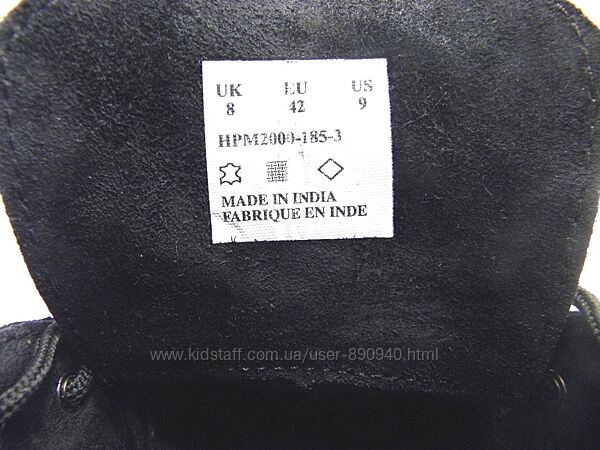 UK EU US
8 42 9
HPM2000-185-3
MADE IN INDIA
FABRIQUE EN INDE
www.kidstaff.com.ua/user-890940.html